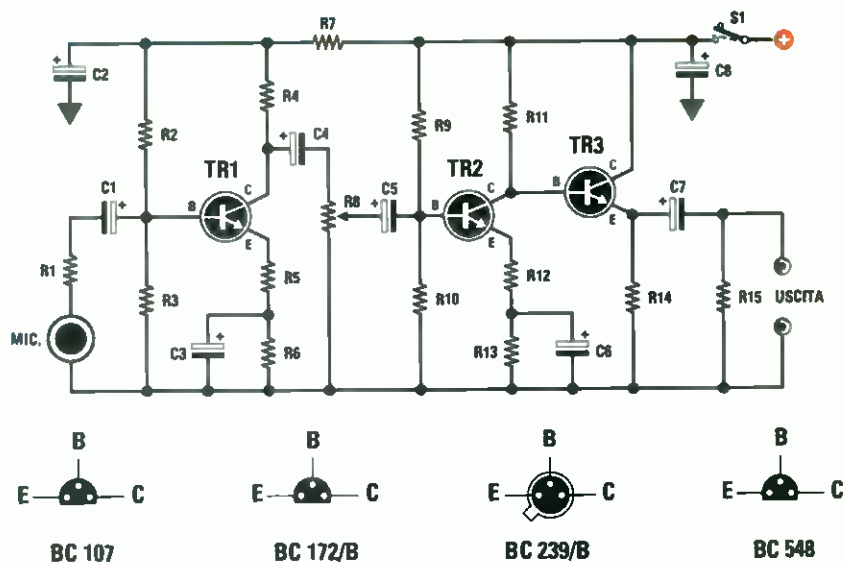 S1
+
R7
+
C2
+
C8
R4
R2
R9
R11
+
C4
TR1
TR2
TR3
C1
+
C
R8
+
C5
C
C
+
C7
B
B
B
E
E
E
R1
R3
R5
R10
R12
R14
R15
USCITA
MIC.
C3
+
R6
R13
+
C6
B
B
B
B
E
C
E
C
E
C
E
C
BC 107
BC 172/B
BC 239/B
BC 548